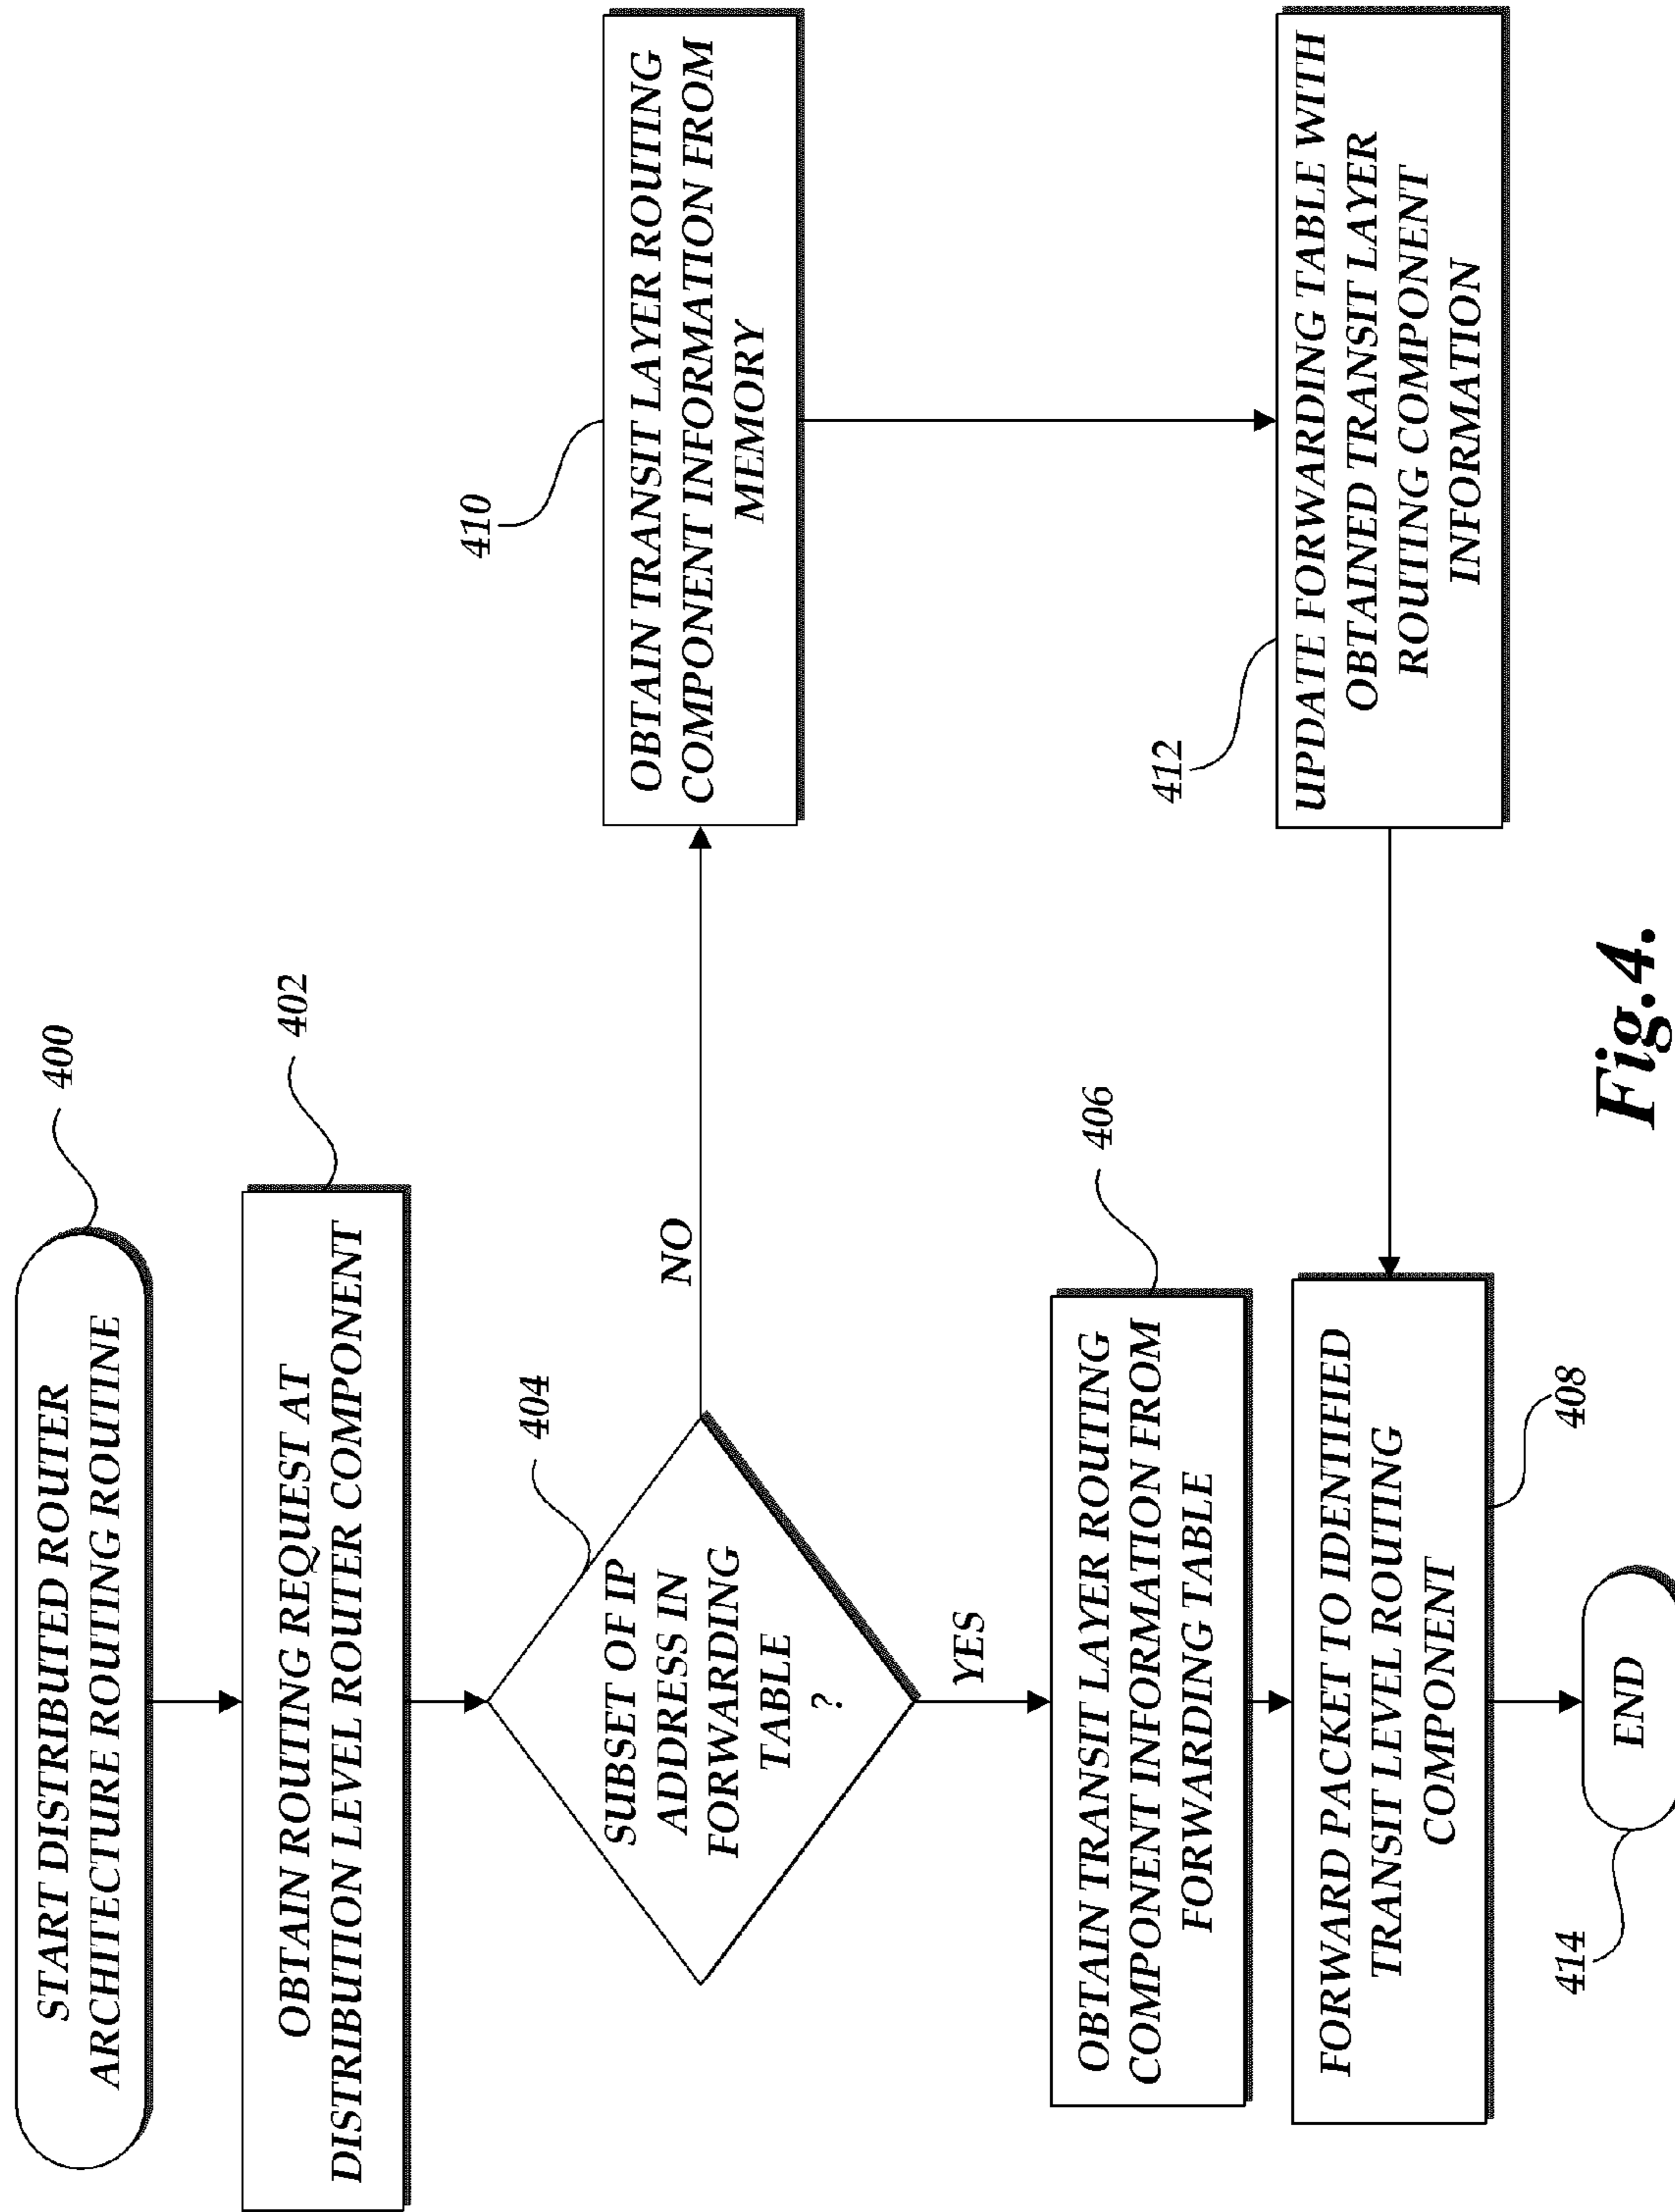 START DISTRIBUTED ROUTER
ARCHITECTURE ROUTING ROUTINE
400
OBTAIN ROUTING REQUEST AT
DISTRIBUTION LEVEL ROUTER COMPONENT
402
SUBSET OF IP
ADDRESS IN
FORWARDING
TABLE
?
404
NO
YES
OBTAIN TRANSIT LAYER ROUTING
COMPONENT INFORMATION FROM
MEMORY
410
OBTAIN TRANSIT LAYER ROUTING
COMPONENT INFORMATION FROM
FORWARDING TABLE
406
UPDATE FORWARDING TABLE WITH
OBTAINED TRANSIT LAYER
ROUTING COMPONENT
INFORMATION
412
FORWARD PACKET TO IDENTIFIED
TRANSIT LEVEL ROUTING
COMPONENT
408
END
414
Fig.4.